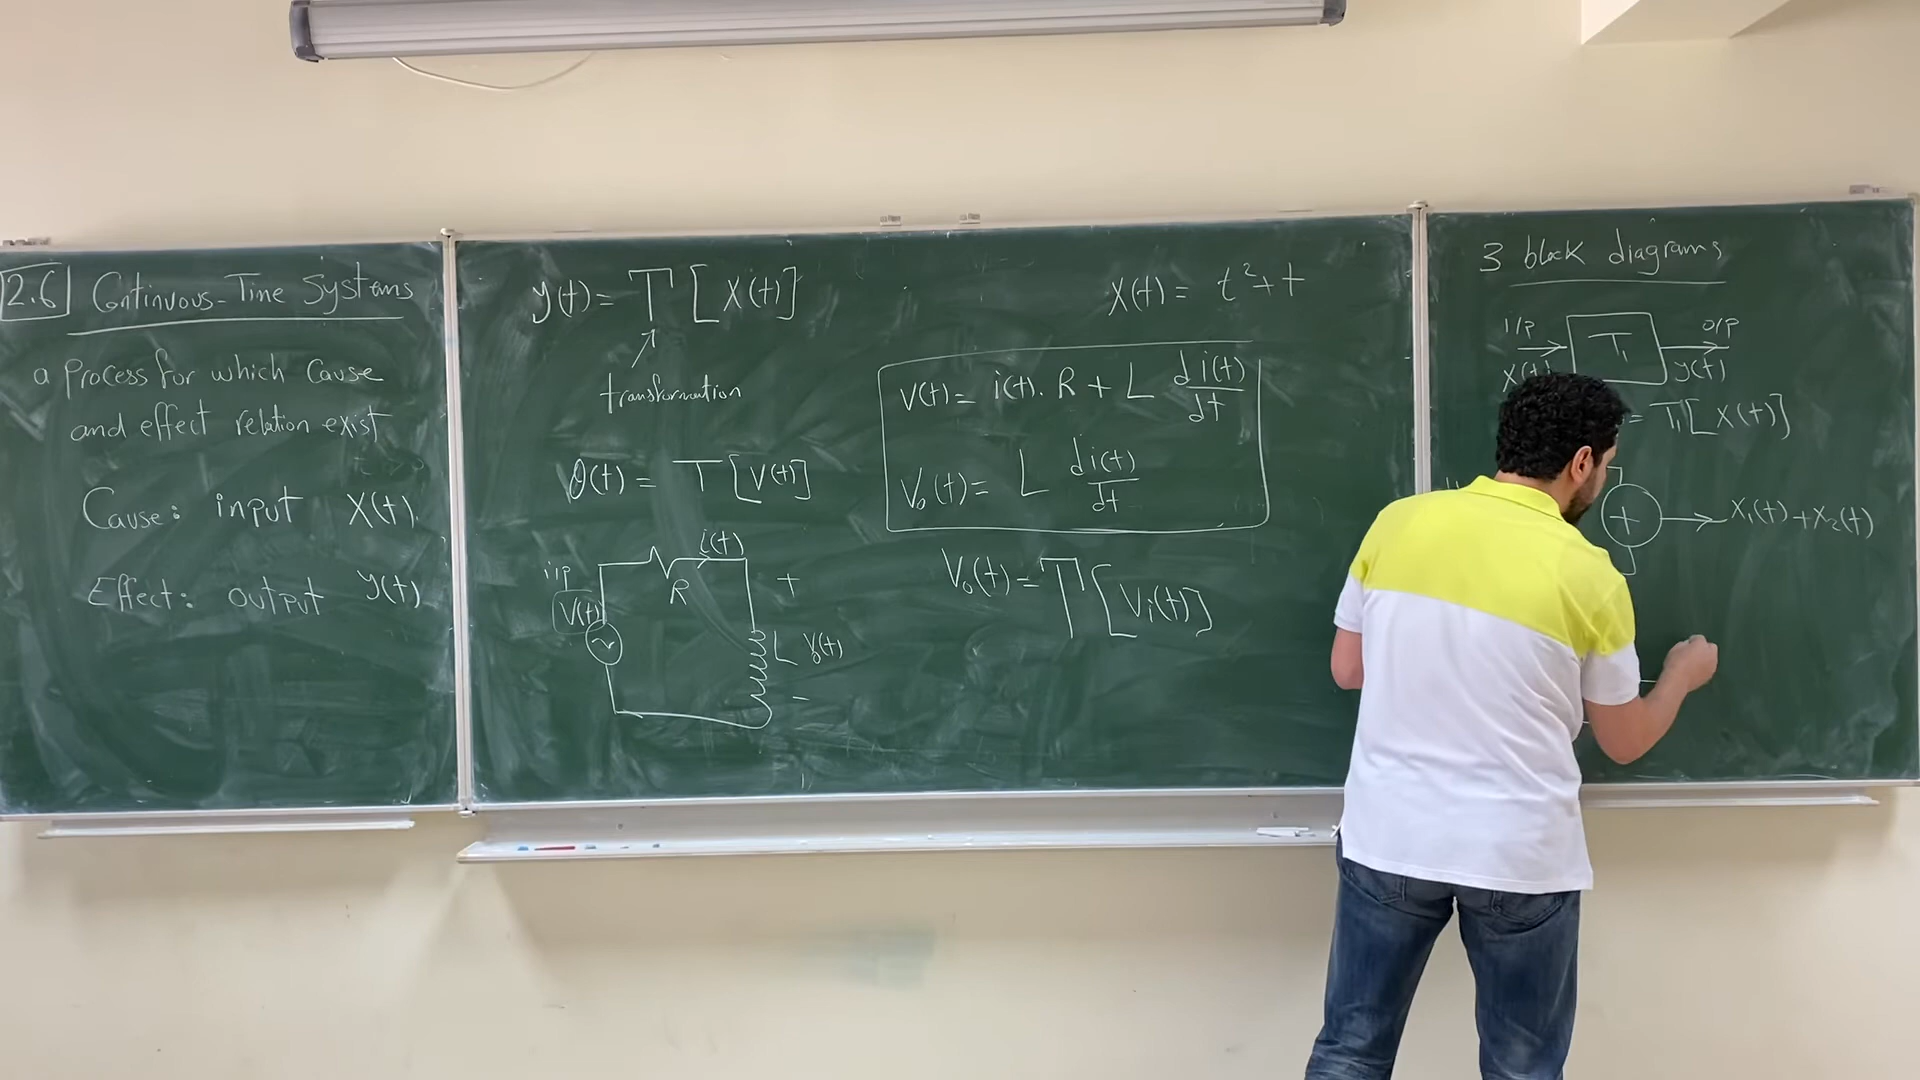 2.6 Continuous-Time Systems
a Process for which Cause
and effect relation exist
Cause: input X(t).
Effect: output y(t)
y(t) = T[X(t)]
transformation
θ(t) = T[V(t)]
i/p
V(t)
R
i(t)
+
L V₀(t)
-
X(t) = t² + t
V(t) = i(t). R + L di(t)/dt
V₀(t) = L di(t)/dt
V₀(t) = T[Vᵢ(t)]
3 block diagrams
i/p T₁ o/p
X(t) y(t)
= T₁[X(t)]
+ X₁(t)+X₂(t)